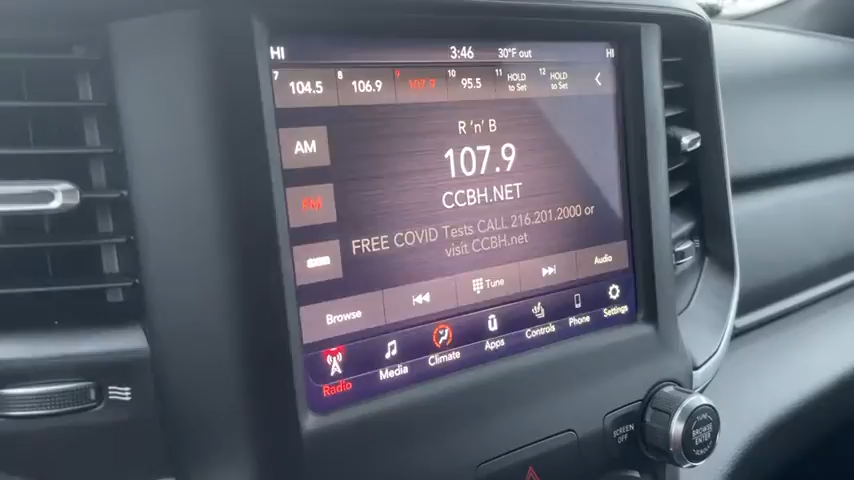 HI 3:46 30°F out HI
7 104.5 8 106.9 9 107.9 10 95.5 11 HOLD to Set 12 HOLD to Set
R 'n' B
AM
107.9
CCBH.NET
FM
FREE COVID Tests CALL 216.201.2000 or
visit CCBH.net
Browse Tune Audio
Radio Media Climate Apps Controls Phone Settings
SCREEN
OFF
TUNE
BROWSE
ENTER
SCROLL